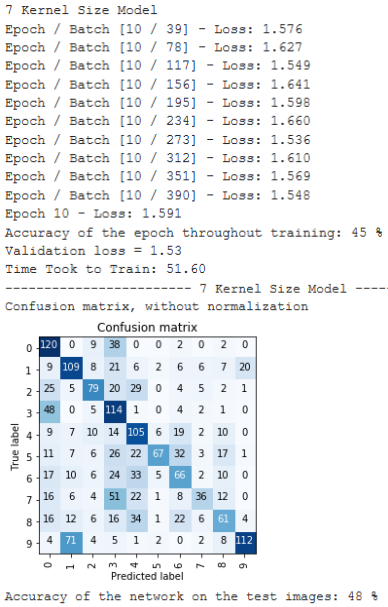 7 Kernel Size Model
Epoch / Batch [10 / 39] - Loss: 1.576
Epoch / Batch [10 / 78] - Loss: 1.627
Epoch / Batch [10 / 117] - Loss: 1.549
Epoch / Batch [10 / 156] - Loss: 1.641
Epoch / Batch [10 / 195] - Loss: 1.598
Epoch / Batch [10 / 234] - Loss: 1.660
Epoch / Batch [10 / 273] - Loss: 1.536
Epoch / Batch [10 / 312] - Loss: 1.610
Epoch / Batch [10 / 351] - Loss: 1.569
Epoch / Batch [10 / 390] - Loss: 1.548
Epoch 10 - Loss: 1.591
Accuracy of the epoch throughout training: 45 %
Validation loss = 1.53
Time Took to Train: 51.60
------------------------ 7 Kernel Size Model ----
Confusion matrix, without normalization
Confusion matrix
0 120 0 9 38 0 0 2 0 2 0
1 9 109 8 21 6 2 6 6 7 20
2 25 5 79 20 29 0 4 5 2 1
3 48 0 5 114 1 0 4 2 1 0
4 9 7 10 14 105 6 19 2 10 0
5 11 7 6 26 22 67 32 3 17 1
6 17 10 6 24 33 5 66 2 10 0
7 16 6 4 51 22 1 8 36 12 0
8 16 12 6 16 34 1 22 6 61 4
9 4 71 4 5 1 2 0 2 8 112
True label
0 1 2 3 4 5 6 7 8 9
Predicted label
Accuracy of the network on the test images: 48 %